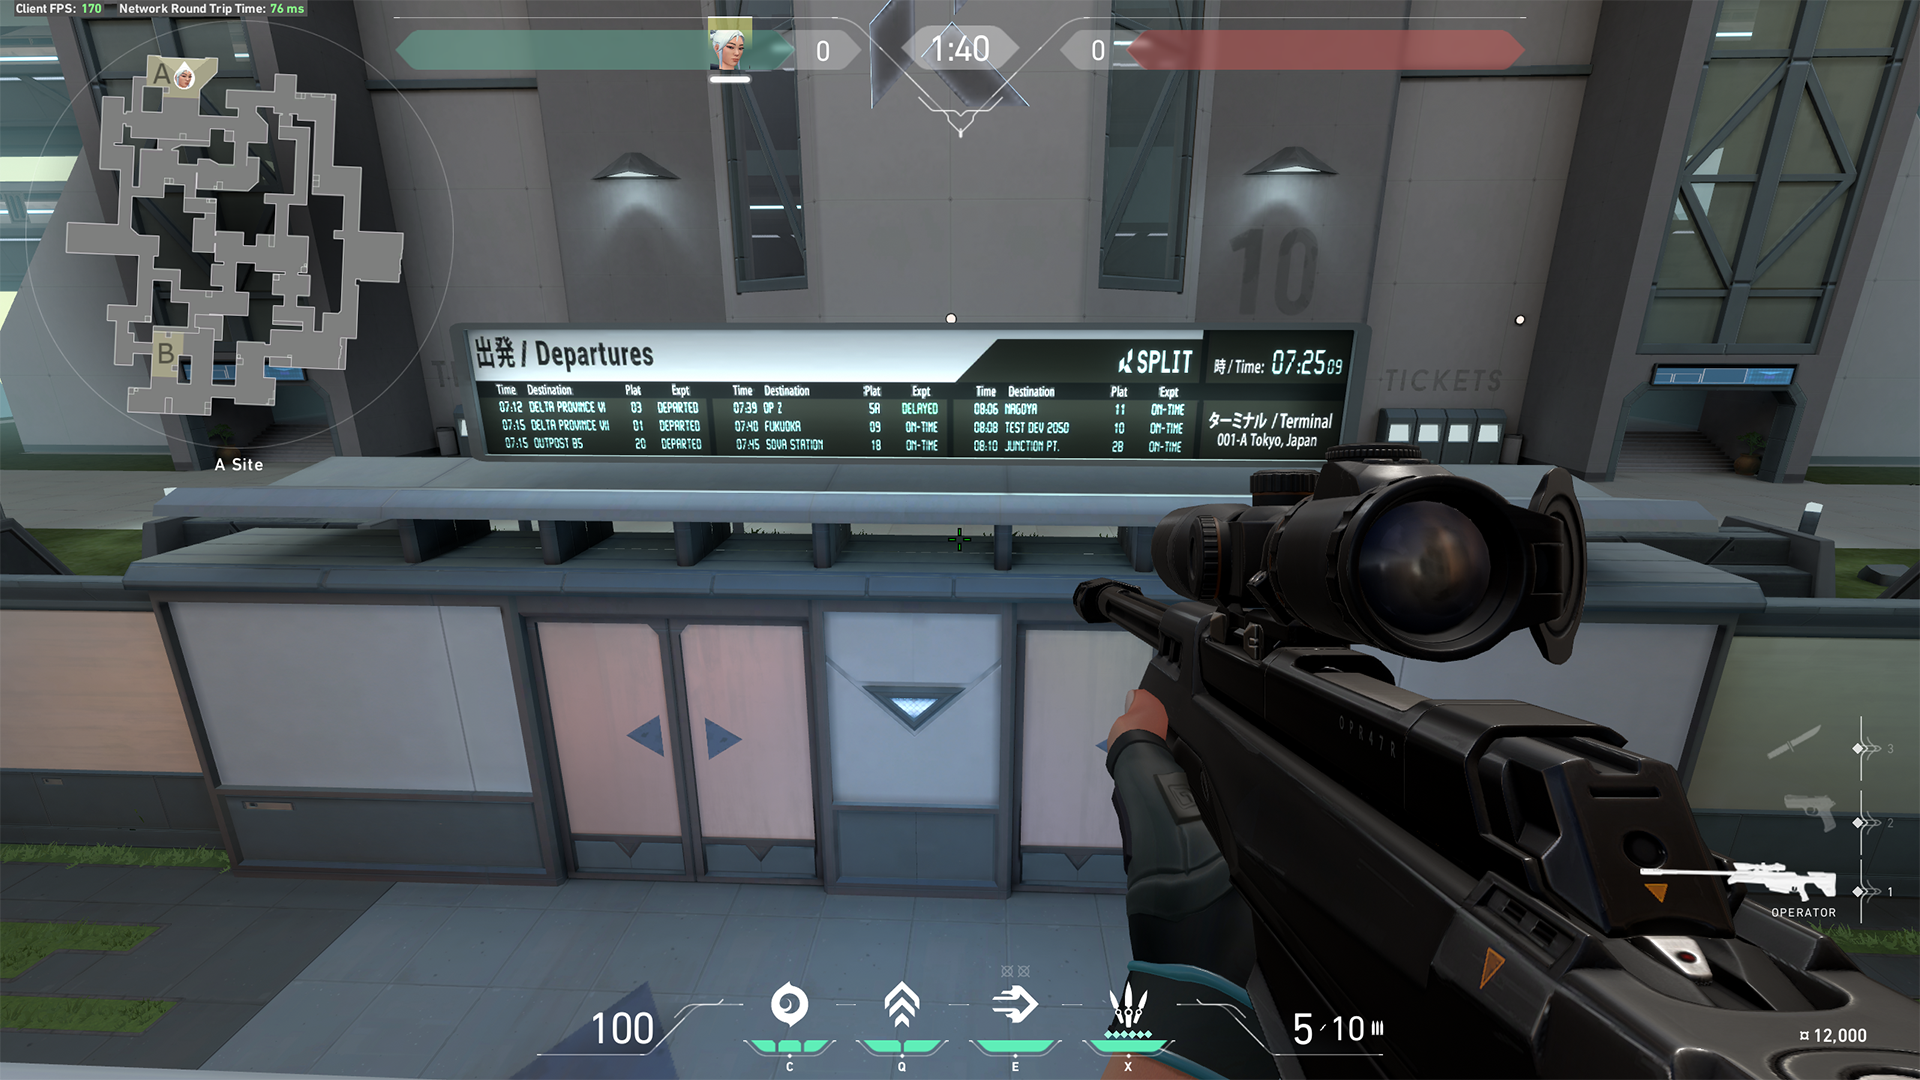 Client FPS: 170 Network Round Trip Time: 76 ms
0 1:40 0
A
B
A Site
10
TICKETS
出発 / Departures
SPLIT
時 / Time: 07:25 09
Time Destination Plat Expt
07:12 DELTA PROVINCE VI 03 DEPARTED
07:15 DELTA PROVINCE VII 01 DEPARTED
07:15 OUTPOST B5 20 DEPARTED
Time Destination Plat Expt
07:39 OP Z 5A DELAYED
07:40 FUKUOKA 09 ON-TIME
07:45 SOVA STATION 18 ON-TIME
Time Destination Plat Expt
08:06 NAGOYA 11 ON-TIME
08:08 TEST DEV 2050 10 ON-TIME
08:10 JUNCTION PT. 2B ON-TIME
ターミナル / Terminal
001-A Tokyo, Japan
OPR47R
3
2
1
OPERATOR
100
C
Q
E
X
5 / 10
¤ 12,000